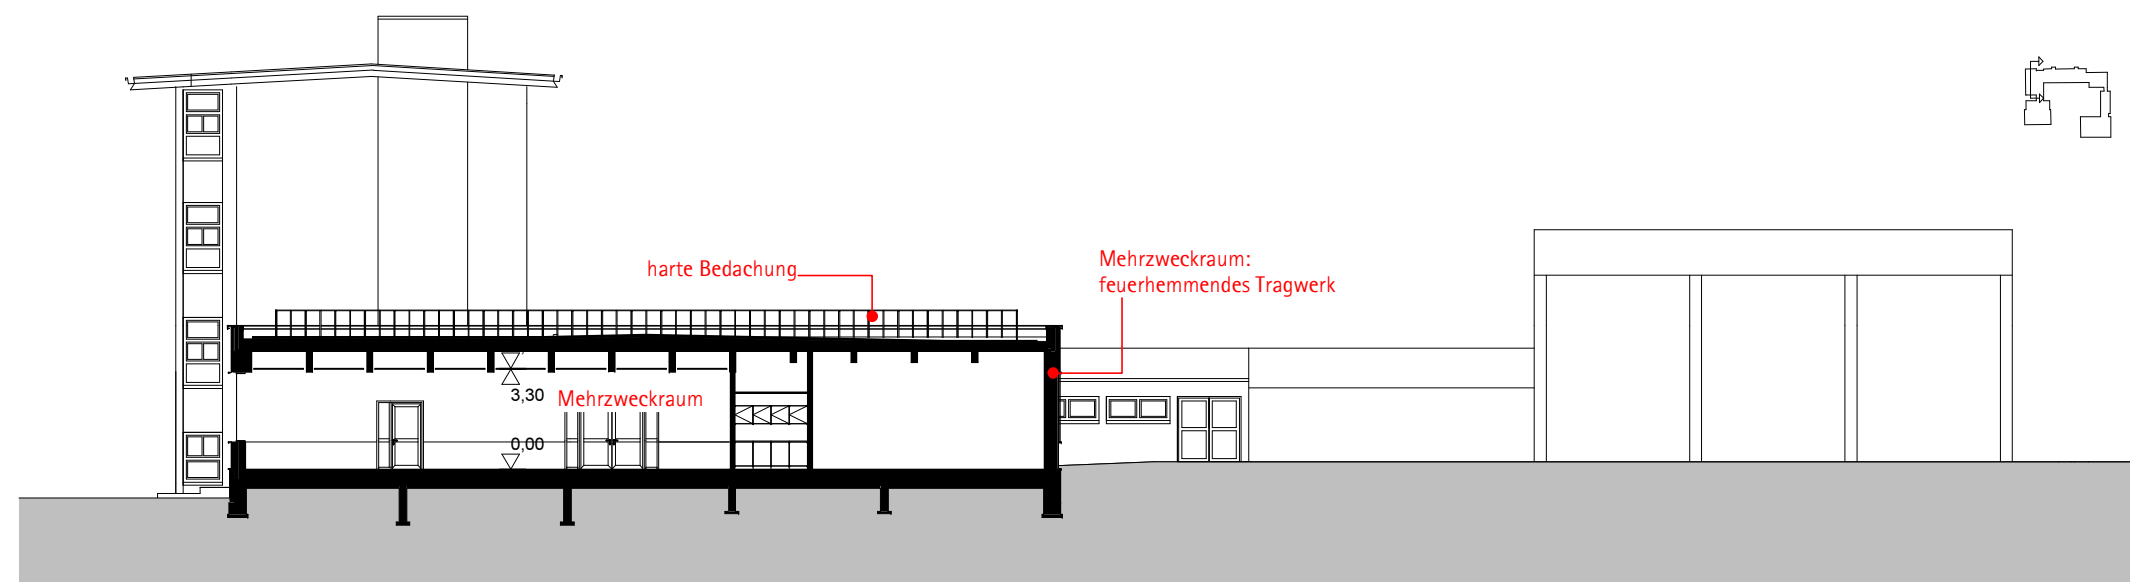 harte Bedachung
Mehrzweckraum:
feuerhemmendes Tragwerk
3,30
Mehrzweckraum
0,00